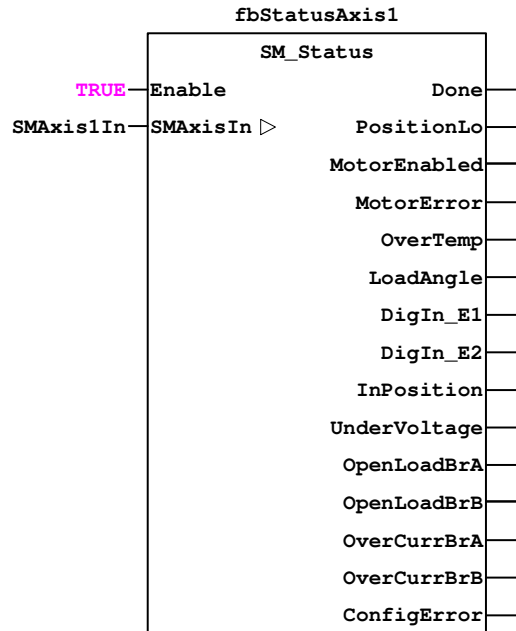 fbStatusAxis1
SM_Status
TRUE Enable Done
SMAxis1In SMAxisIn PositionLo
MotorEnabled
MotorError
OverTemp
LoadAngle
DigIn_E1
DigIn_E2
InPosition
UnderVoltage
OpenLoadBrA
OpenLoadBrB
OverCurrBrA
OverCurrBrB
ConfigError